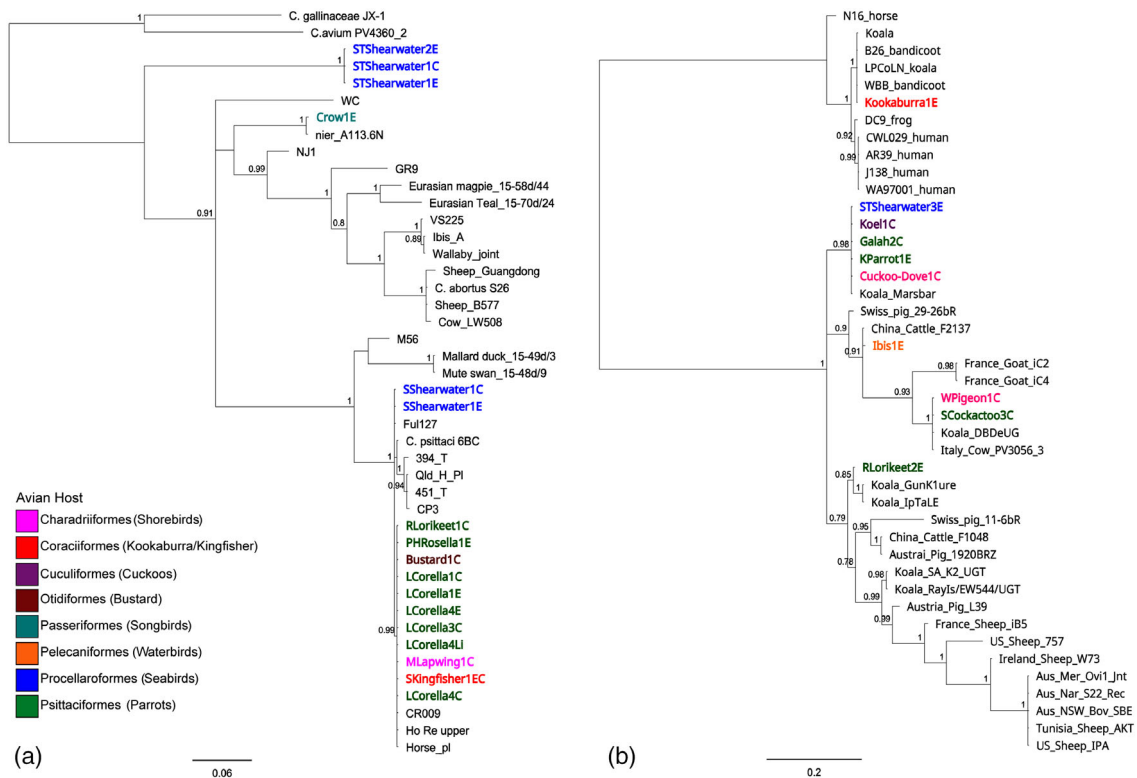 C. gallinaceae JX-1
C.avium PV4360_2
STShearwater2E
STShearwater1C
STShearwater1E
WC
Crow1E
nier_A113.6N
NJ1
GR9
Eurasian magpie_15-58d/44
Eurasian Teal_15-70d/24
VS225
Ibis_A
Wallaby_joint
Sheep_Guangdong
C. abortus S26
Sheep_B577
Cow_LW508
M56
Mallard duck_15-49d/3
Mute swan_15-48d/9
SShearwater1C
SShearwater1E
Ful127
C. psittaci 6BC
394_T
Qld_H_Pl
451_T
CP3
RLorikeet1C
PHRosella1E
Bustard1C
LCorella1C
LCorella1E
LCorella4E
LCorella3C
LCorella4Li
MLapwing1C
SKingfisher1EC
LCorella4C
CR009
Ho Re upper
Horse_pl
1
1
1
0.99
1
1
0.8
1
0.89
1
1
0.91
1
1
1
1
0.94
0.99
Avian Host
Charadriiformes (Shorebirds)
Coraciiformes (Kookaburra/Kingfisher)
Cuculiformes (Cuckoos)
Otidiformes (Bustard)
Passeriformes (Songbirds)
Pelecaniformes (Waterbirds)
Procellaroformes (Seabirds)
Psittaciformes (Parrots)
(a)
0.06
N16_horse
Koala
B26_bandicoot
LPCoLN_koala
WBB_bandicoot
Kookaburra1E
DC9_frog
CWL029_human
AR39_human
J138_human
WA97001_human
STShearwater3E
Koel1C
Galah2C
KParrot1E
Cuckoo-Dove1C
Koala_Marsbar
Swiss_pig_29-26bR
China_Cattle_F2137
Ibis1E
France_Goat_iC2
France_Goat_iC4
WPigeon1C
SCockactoo3C
Koala_DBDeUG
Italy_Cow_PV3056_3
RLorikeet2E
Koala_GunK1ure
Koala_IpTaLE
Swiss_pig_11-6bR
China_Cattle_F1048
Austrai_Pig_1920BRZ
Koala_SA_K2_UGT
Koala_RayIs/EW544/UGT
Austria_Pig_L39
France_Sheep_iB5
US_Sheep_757
Ireland_Sheep_W73
Aus_Mer_Ovi1_Jnt
Aus_Nar_S22_Rec
Aus_NSW_Bov_SBE
Tunisia_Sheep_AKT
US_Sheep_IPA
1
0.92
0.99
0.98
0.9
0.91
0.98
0.93
1
1
0.85
1
0.79
0.95
1
0.78
0.98
0.99
0.99
1
1
1
1
(b)
0.2